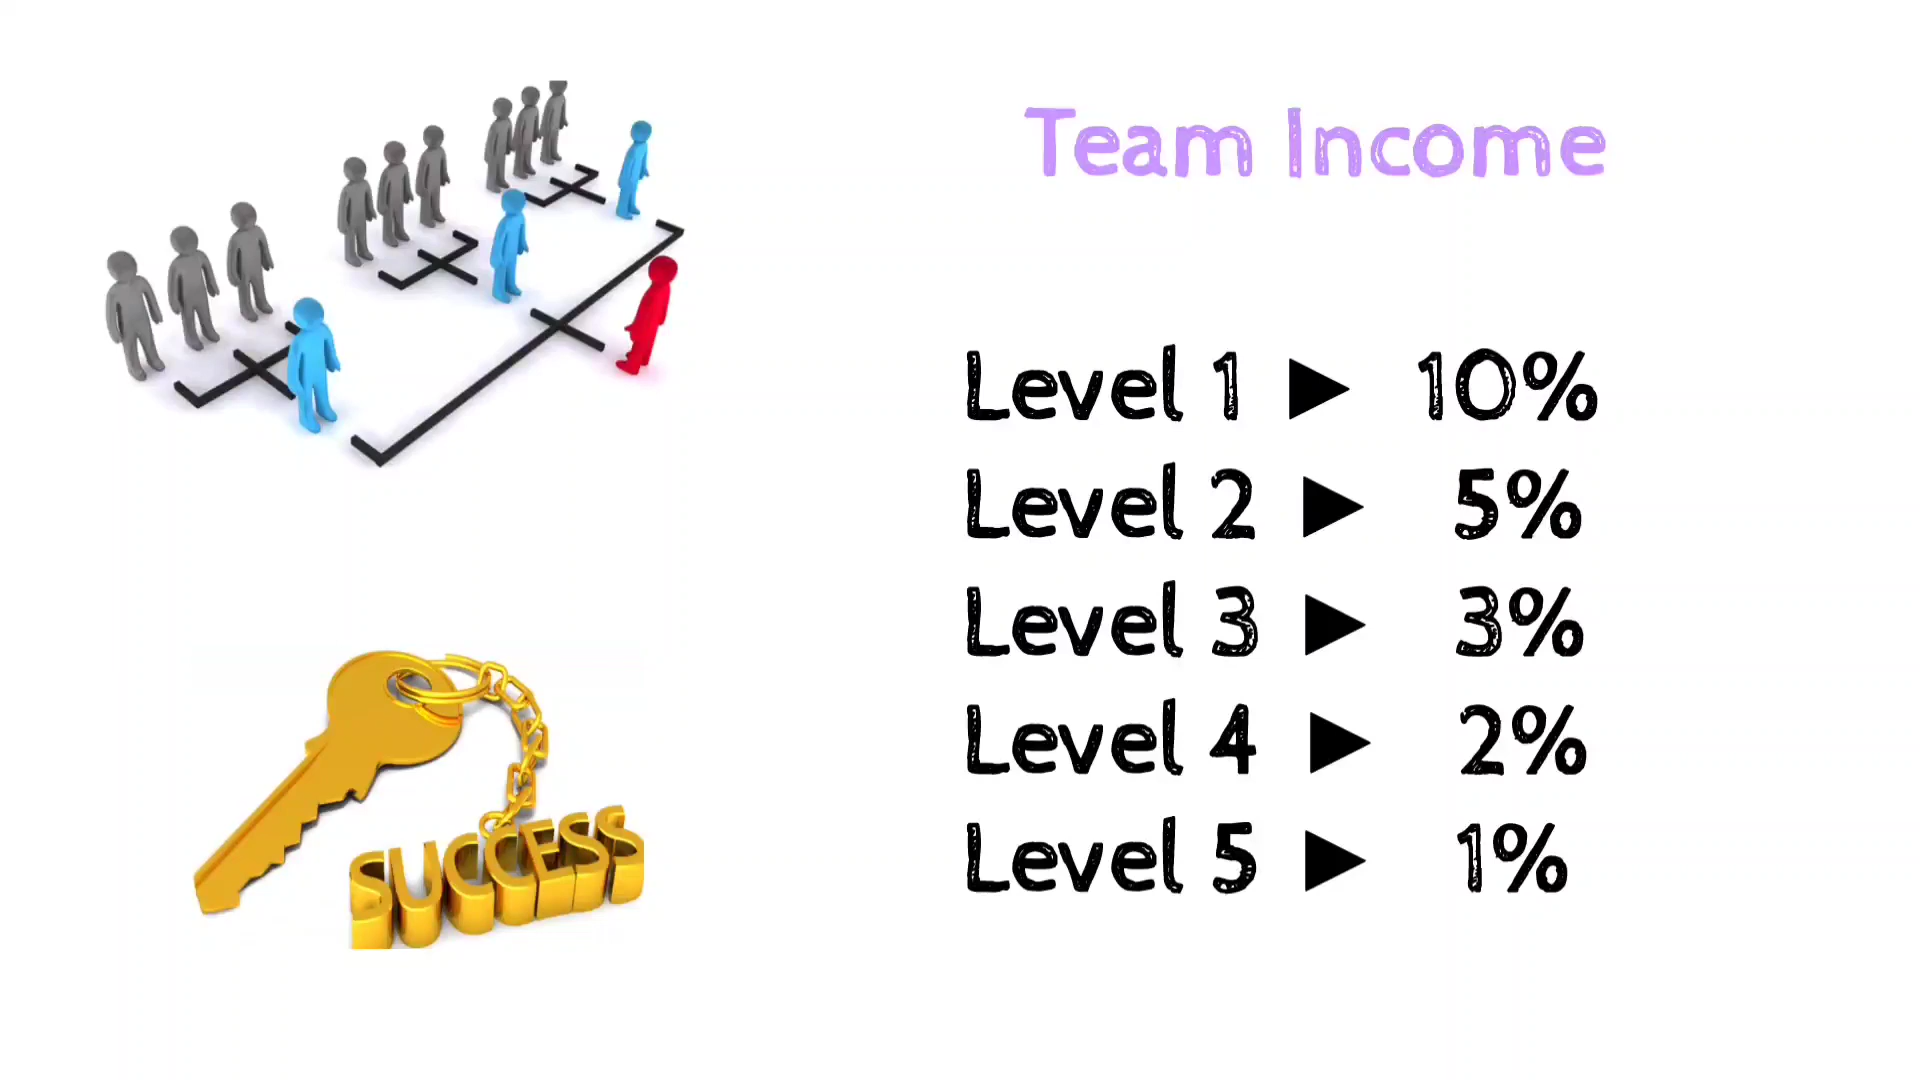 Team Income
Level 1 ► 10%
Level 2 ► 5%
Level 3 ► 3%
Level 4 ► 2%
Level 5 ► 1%
SUCCESS